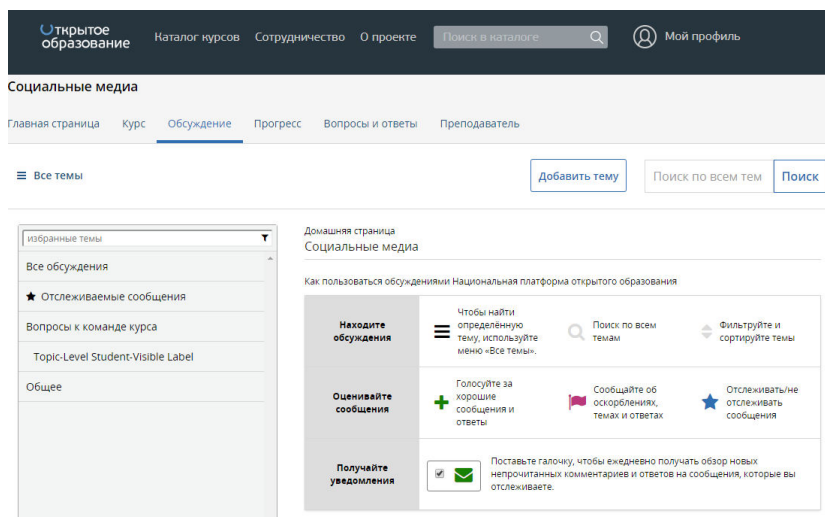 Открытое
образование
Каталог курсов Сотрудничество О проекте Поиск в каталоге Мой профиль
Социальные медиа
Главная страница Курс Обсуждение Прогресс Вопросы и ответы Преподаватель
Все темы
Добавить тему
Поиск по всем тем
Поиск
избранные темы
Все обсуждения
Отслеживаемые сообщения
Вопросы к команде курса
Topic-Level Student-Visible Label
Общее
Домашняя страница
Социальные медиа
Как пользоваться обсуждениями Национальная платформа открытого образования
Находите
обсуждения
Чтобы найти
определённую
тему, используйте
меню «Все темы».
Поиск по всем
темам
Фильтруйте и
сортируйте темы
Оценивайте
сообщения
Голосуйте за
хорошие
сообщения и
ответы
Сообщайте об
оскорблениях,
темах и ответах
Отслеживать/не
отслеживать
сообщения
Получайте
уведомления
Поставьте галочку, чтобы ежедневно получать обзор новых
непрочитанных комментариев и ответов на сообщения, которые вы
отслеживаете.